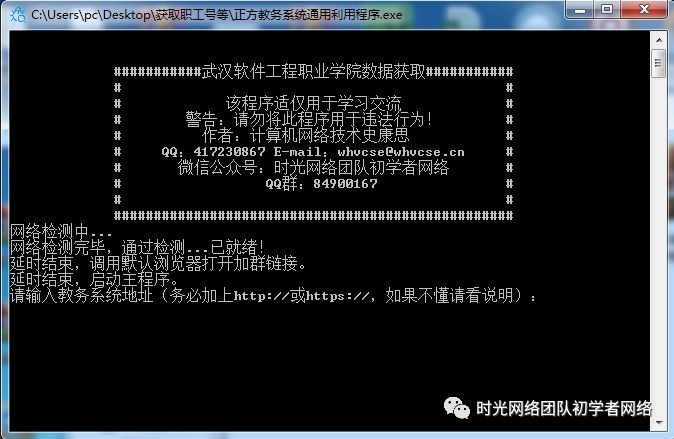 C:\Users\pc\Desktop\获取职工号等\正方教务系统通用利用程序.exe
###########武汉软件工程职业学院数据获取###########
# #
# 该程序适仅用于学习交流 #
# 警告：请勿将此程序用于违法行为！ #
# 作者：计算机网络技术史康思 #
# QQ：417230867 E-mail：whvcse@whvcse.cn #
# 微信公众号：时光网络团队初学者网络 #
# QQ群：84900167 #
# #
##################################################
网络检测中...
网络检测完毕，通过检测...已就绪！
延时结束，调用默认浏览器打开加群链接。
延时结束，启动主程序。
请输入教务系统地址（务必加上http://或https://，如果不懂请看说明）：
时光网络团队初学者网络